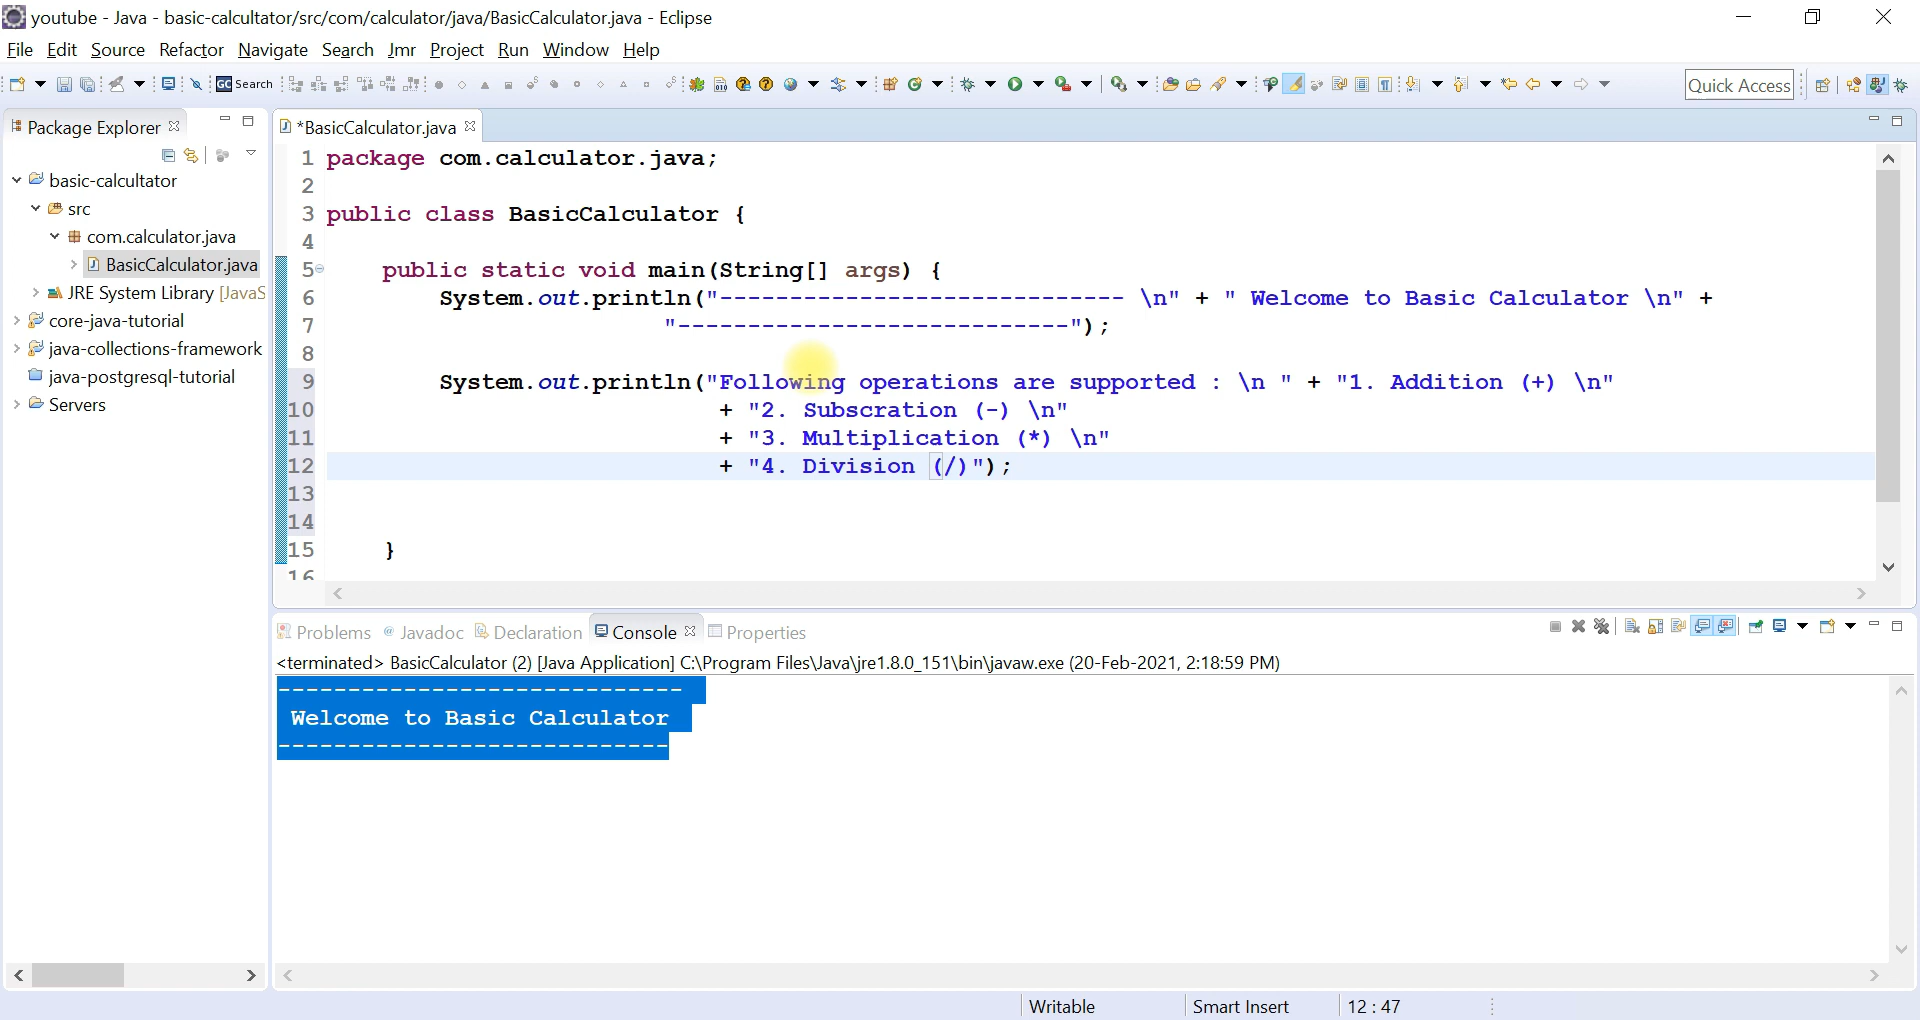 youtube - Java - basic-calcultator/src/com/calculator/java/BasicCalculator.java - Eclipse
File Edit Source Refactor Navigate Search Jmr Project Run Window Help
GC Search
Quick Access
Package Explorer
basic-calcultator
src
com.calculator.java
BasicCalculator.java
JRE System Library [JavaS
core-java-tutorial
java-collections-framework
java-postgresql-tutorial
Servers
*BasicCalculator.java
1 package com.calculator.java;
2
3 public class BasicCalculator {
4
5 public static void main(String[] args) {
6 System.out.println("----------------------------- \n" + " Welcome to Basic Calculator \n" +
7 "----------------------------");
8
9 System.out.println("Following operations are supported : \n " + "1. Addition (+) \n"
10 + "2. Subscration (-) \n"
11 + "3. Multiplication (*) \n"
12 + "4. Division (/)");
13
14
15 }
16
Problems @ Javadoc Declaration Console Properties
<terminated> BasicCalculator (2) [Java Application] C:\Program Files\Java\jre1.8.0_151\bin\javaw.exe (20-Feb-2021, 2:18:59 PM)
-----------------------------
Welcome to Basic Calculator
----------------------------
Writable Smart Insert 12 : 47